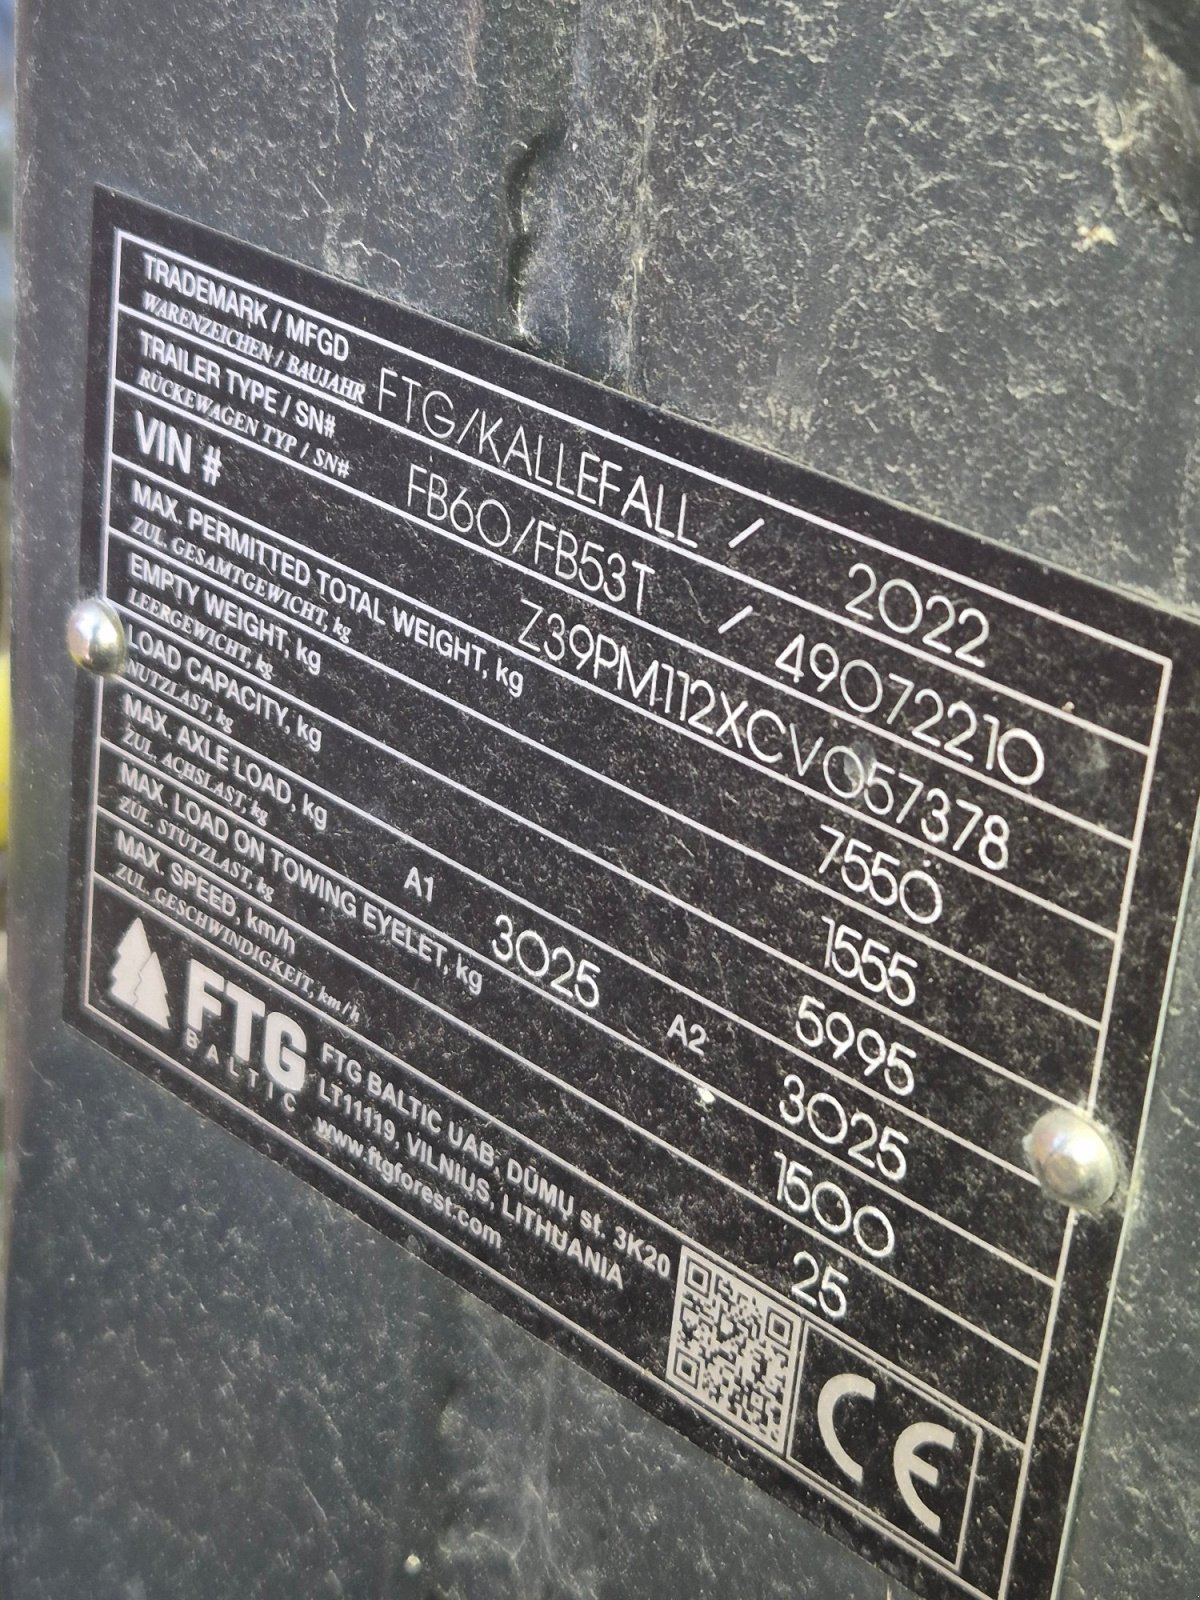 TRADEMARK / MFGD FTG/KALLEFALL / 2022
WARENZEICHEN / BAUJAHR
TRAILER TYPE / SN# FB60/FB53T / 49072210
RÜCKEWAGEN TYP / SN#
VIN # Z39PM112XCV057378
MAX. PERMITTED TOTAL WEIGHT, kg 7550
ZUL. GESAMTGEWICHT, kg
EMPTY WEIGHT, kg 1555
LEERGEWICHT, kg
LOAD CAPACITY, kg 5995
NUTZLAST, kg
MAX. AXLE LOAD, kg A1 3025 A2 3025
ZUL. ACHSLAST, kg
MAX. LOAD ON TOWING EYELET, kg 1500
ZUL. STÜTZLAST, kg
MAX. SPEED, km/h 25
ZUL. GESCHWINDIGKEIT, km/h
FTG
BALTIC
FTG BALTIC UAB, DŪMŲ st. 3K20
LT11119, VILNIUS, LITHUANIA
www.ftgforest.com
CE